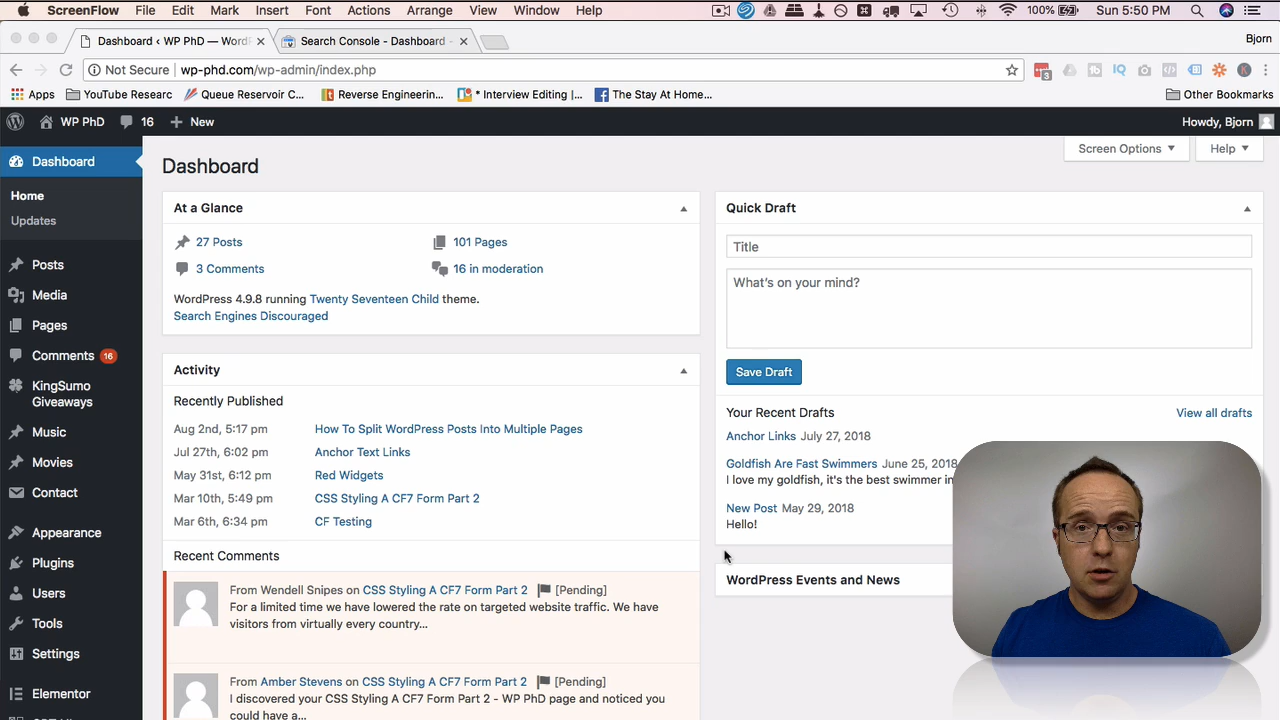 ScreenFlow File Edit Mark Insert Font Actions Arrange View Window Help 100% Sun 5:50 PM
Dashboard ‹ WP PhD — Word
Search Console - Dashboard -
Bjorn
Not Secure wp-phd.com/wp-admin/index.php
3
K
Apps YouTube Researc Queue Reservoir C... Reverse Engineerin... * Interview Editing |... The Stay At Home... Other Bookmarks
WP PhD 16 New Howdy, Bjorn
Dashboard
Home
Updates
Posts
Media
Pages
Comments 16
KingSumo
Giveaways
Music
Movies
Contact
Appearance
Plugins
Users
Tools
Settings
Elementor
Screen Options Help
Dashboard
At a Glance
27 Posts 101 Pages
3 Comments 16 in moderation
WordPress 4.9.8 running Twenty Seventeen Child theme.
Search Engines Discouraged
Activity
Recently Published
Aug 2nd, 5:17 pm How To Split WordPress Posts Into Multiple Pages
Jul 27th, 6:02 pm Anchor Text Links
May 31st, 6:12 pm Red Widgets
Mar 10th, 5:49 pm CSS Styling A CF7 Form Part 2
Mar 6th, 6:34 pm CF Testing
Recent Comments
From Wendell Snipes on CSS Styling A CF7 Form Part 2 [Pending]
For a limited time we have lowered the rate on targeted website traffic. We have
visitors from virtually every country...
From Amber Stevens on CSS Styling A CF7 Form Part 2 [Pending]
I discovered your CSS Styling A CF7 Form Part 2 - WP PhD page and noticed you
could have a...
Quick Draft
Title
What's on your mind?
Save Draft
Your Recent Drafts View all drafts
Anchor Links July 27, 2018
Goldfish Are Fast Swimmers June 25, 2018
I love my goldfish, it's the best swimmer in
New Post May 29, 2018
Hello!
WordPress Events and News